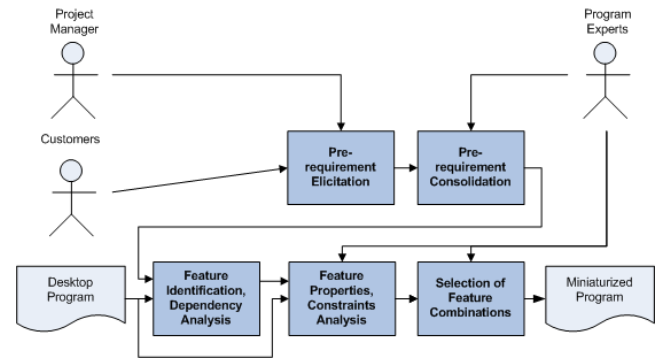 Project
Manager
Program
Experts
Customers
Pre-
requirement
Elicitation
Pre-
requirement
Consolidation
Desktop
Program
Feature
Identification,
Dependency
Analysis
Feature
Properties,
Constraints
Analysis
Selection of
Feature
Combinations
Miniaturized
Program